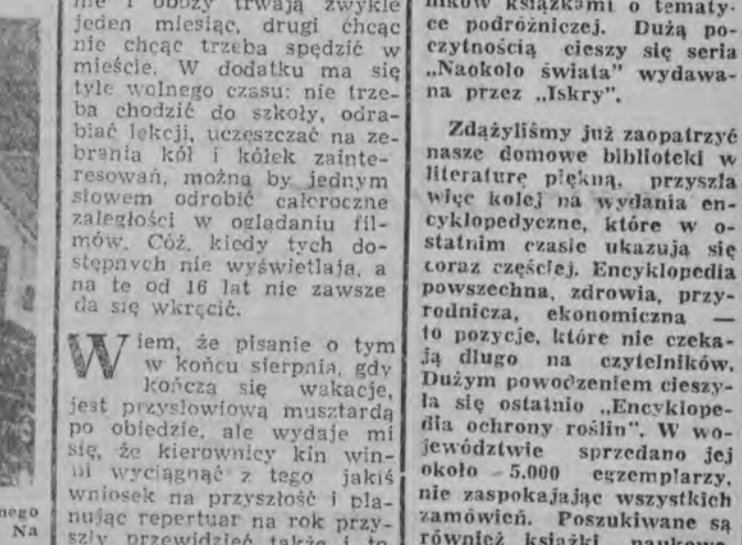 nie i obozy trwają zwykle
jeden miesiąc, drugi chcąc
nie chcąc trzeba spędzić w
mieście. W dodatku ma się
tyle wolnego czasu: nie trze-
ba chodzić do szkoły, odra-
biać lekcji, uczęszczać na ze-
brania kół i kółek zainte-
resowań, można by jednym
słowem odrobić całoroczne
zaległości w oglądaniu fil-
mów. Cóż, kiedy tych do-
stępnych nie wyświetlają, a
na te od 16 lat nie zawsze
da się wkręcić.
Wiem, że pisanie o tym
w końcu sierpnia, gdy
kończą się wakacje,
jest przysłowiową musztardą
po obiedzie, ale wydaje mi
się, że kierownicy kin win-
ni wyciągnąć z tego jakiś
wniosek na przyszłość i pla-
nując repertuar na rok przy-
szły przewidzieć także i to
ników książkami o tematy-
ce podróżniczej. Dużą po-
czytnością cieszy się seria
„Naokoło świata” wydawa-
na przez „Iskry”.
Zdążyliśmy już zaopatrzyć
nasze domowe biblioteki w
literaturę piękną, przyszła
więc kolej na wydania en-
cyklopedyczne, które w o-
statnim czasie ukazują się
coraz częściej. Encyklopedia
powszechna, zdrowia, przy-
rodnicza, ekonomiczna —
to pozycje, które nie czeka-
ją długo na czytelników.
Dużym powodzeniem cieszy-
ła się ostatnio „Encyklope-
dia ochrony roślin”. W wo-
jewództwie sprzedano jej
około 5.000 egzemplarzy,
nie zaspokajając wszystkich
zamówień. Poszukiwane są
również książki naukowe
nego
Na